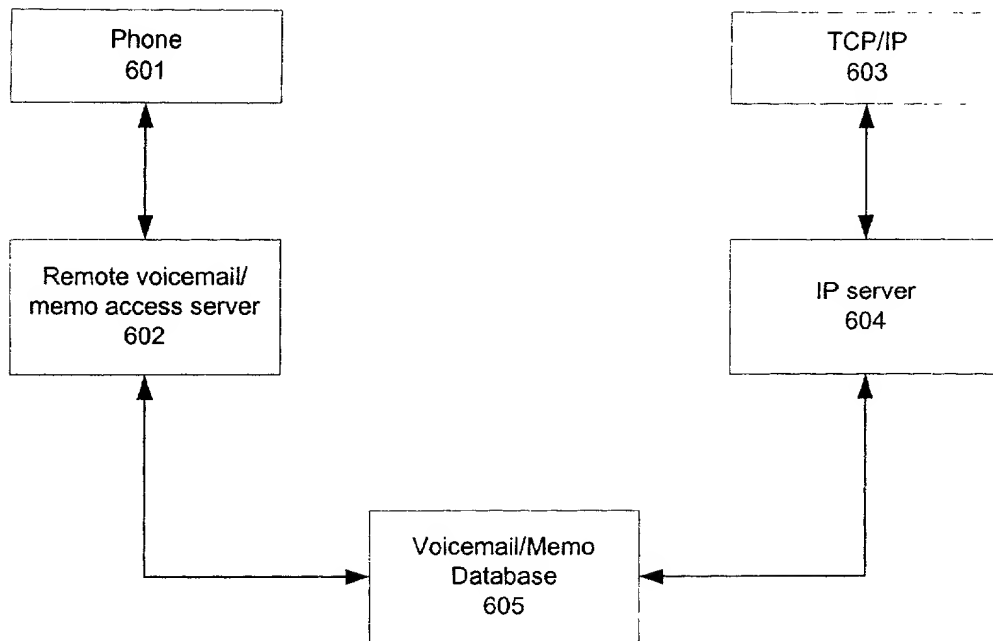 Phone
601
TCP/IP
603
Remote voicemail/
memo access server
602
IP server
604
Voicemail/Memo
Database
605